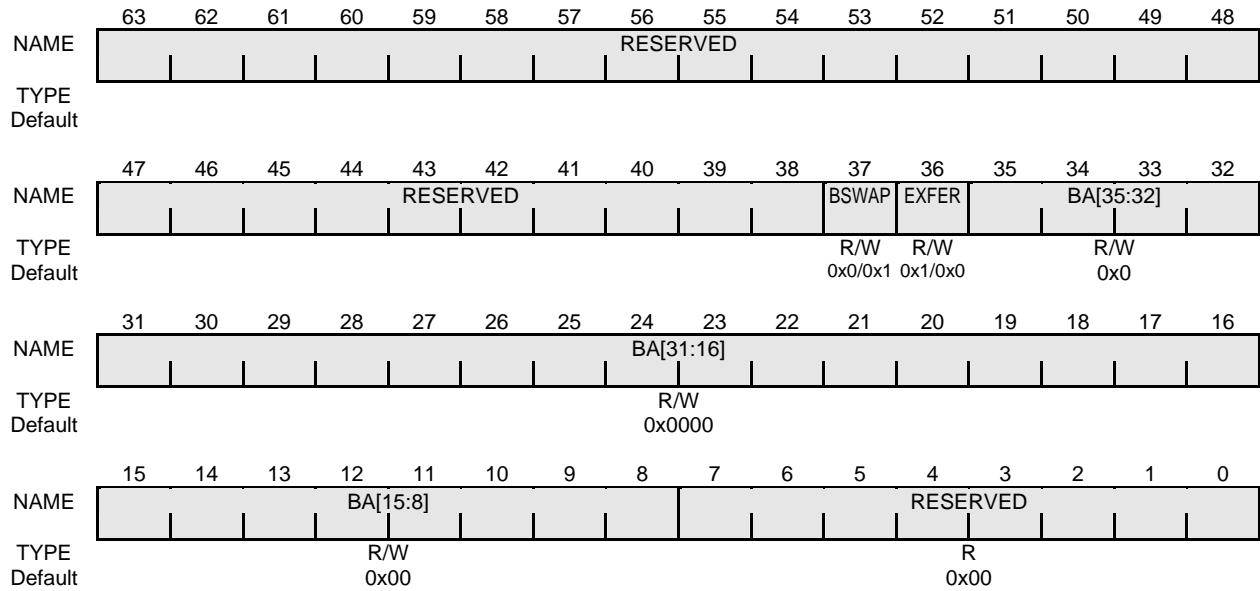 63 62 61 60 59 58 57 56 55 54 53 52 51 50 49 48
NAME RESERVED
TYPE
Default
47 46 45 44 43 42 41 40 39 38 37 36 35 34 33 32
NAME RESERVED BSWAP EXFER BA[35:32]
TYPE R/W R/W R/W
Default 0x0/0x1 0x1/0x0 0x0
31 30 29 28 27 26 25 24 23 22 21 20 19 18 17 16
NAME BA[31:16]
TYPE R/W
Default 0x0000
15 14 13 12 11 10 9 8 7 6 5 4 3 2 1 0
NAME BA[15:8] RESERVED
TYPE R/W R
Default 0x00 0x00